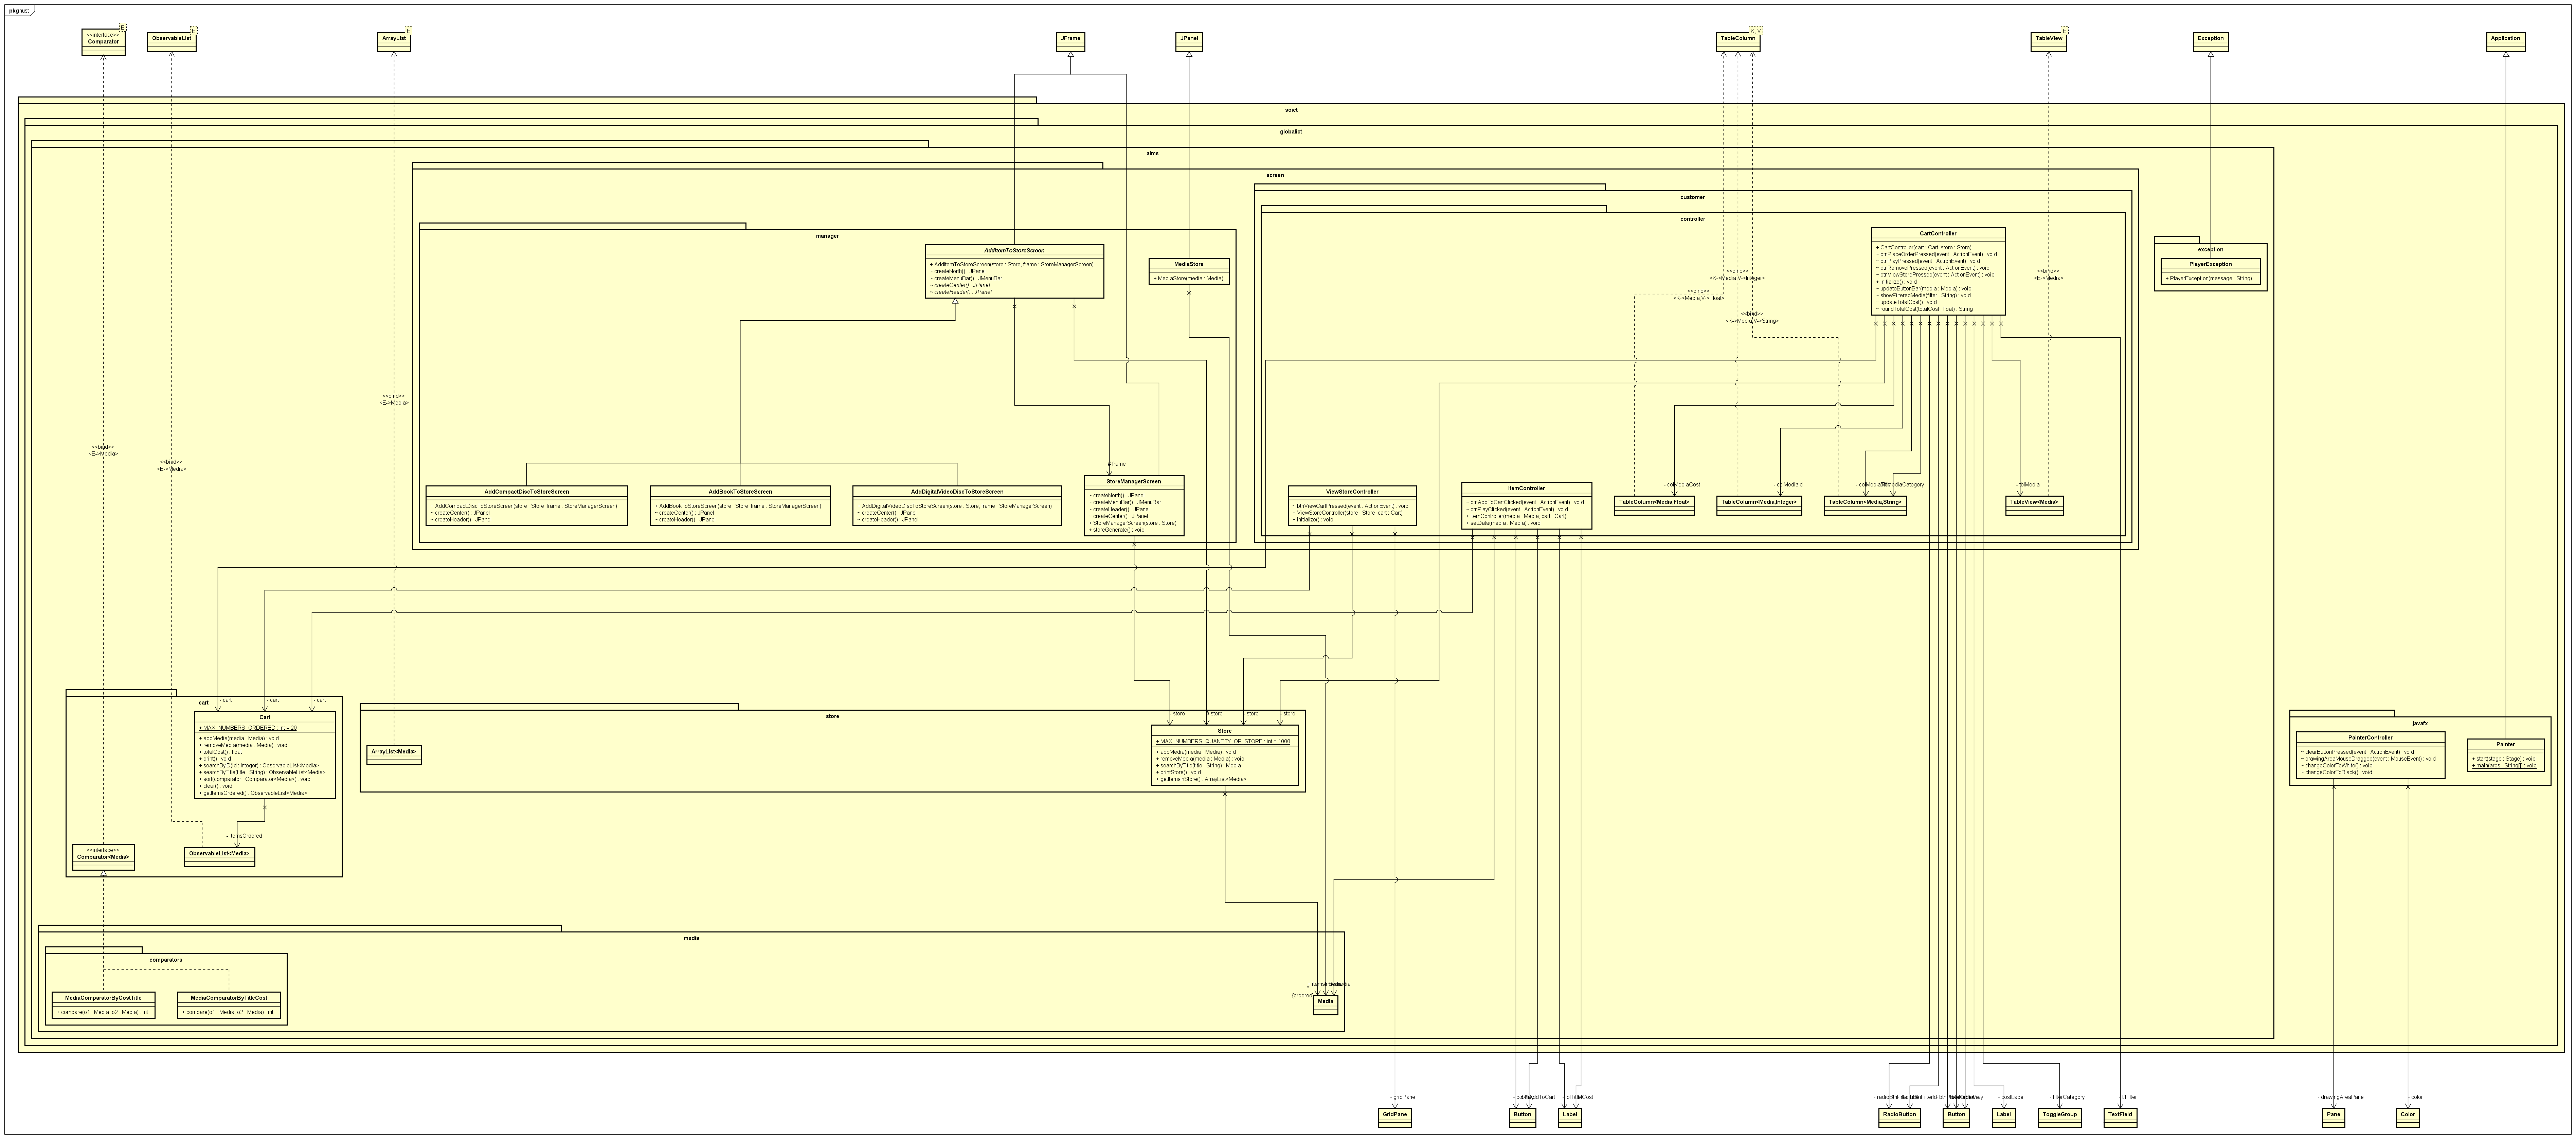 pkg hust
<<interface>>
Comparator
E
ObservableList
E
ArrayList
E
JFrame
JPanel
TableColumn
K, V
TableView
E
Exception
Application
soict
globalict
aims
screen
manager
AddItemToStoreScreen
+ AddItemToStoreScreen(store : Store, frame : StoreManagerScreen)
~ createNorth() : JPanel
~ createMenuBar() : JMenuBar
~ createCenter() : JPanel
~ createHeader() : JPanel
MediaStore
+ MediaStore(media : Media)
customer
controller
CartController
+ CartController(cart : Cart, store : Store)
~ btnPlaceOrderPressed(event : ActionEvent) : void
~ btnPlayPressed(event : ActionEvent) : void
~ btnRemovePressed(event : ActionEvent) : void
~ btnViewStorePressed(event : ActionEvent) : void
+ initialize() : void
~ updateButtonBar(media : Media) : void
~ showFilteredMedia(filter : String) : void
~ updateTotalCost() : void
~ roundTotalCost(totalCost : float) : String
exception
PlayerException
+ PlayerException(message : String)
<<bind>>
<K->Media,V->Integer>
<<bind>>
<K->Media,V->Float>
<<bind>>
<K->Media,V->String>
<<bind>>
<E->Media>
<<bind>>
<E->Media>
<<bind>>
<E->Media>
<<bind>>
<E->Media>
# frame
AddCompactDiscToStoreScreen
+ AddCompactDiscToStoreScreen(store : Store, frame : StoreManagerScreen)
~ createCenter() : JPanel
~ createHeader() : JPanel
AddBookToStoreScreen
+ AddBookToStoreScreen(store : Store, frame : StoreManagerScreen)
~ createCenter() : JPanel
~ createHeader() : JPanel
AddDigitalVideoDiscToStoreScreen
+ AddDigitalVideoDiscToStoreScreen(store : Store, frame : StoreManagerScreen)
~ createCenter() : JPanel
~ createHeader() : JPanel
StoreManagerScreen
~ createNorth() : JPanel
~ createMenuBar() : JMenuBar
~ createHeader() : JPanel
~ createCenter() : JPanel
+ StoreManagerScreen(store : Store)
+ storeGenerate() : void
ViewStoreController
~ btnViewCartPressed(event : ActionEvent) : void
+ ViewStoreController(store : Store, cart : Cart)
+ initialize() : void
ItemController
~ btnAddToCartClicked(event : ActionEvent) : void
~ btnPlayClicked(event : ActionEvent) : void
+ ItemController(media : Media, cart : Cart)
+ setData(media : Media) : void
- colMediaCost
TableColumn<Media,Float>
- colMediaId
TableColumn<Media,Integer>
TableColumn<Media,String>
- tblMedia
TableView<Media>
cart
- cart
- cart
- cart
Cart
+ MAX_NUMBERS_ORDERED : int = 20
+ addMedia(media : Media) : void
+ removeMedia(media : Media) : void
+ totalCost() : float
+ print() : void
+ searchByID(id : Integer) : ObservableList<Media>
+ searchByTitle(title : String) : ObservableList<Media>
+ sort(comparator : Comparator<Media>) : void
+ clear() : void
+ getItemsOrdered() : ObservableList<Media>
- itemsOrdered
<<interface>>
Comparator<Media>
ObservableList<Media>
store
ArrayList<Media>
- store
# store
- store
- store
Store
+ MAX_NUMBERS_QUANTITY_OF_STORE : int = 1000
+ addMedia(media : Media) : void
+ removeMedia(media : Media) : void
+ searchByTitle(title : String) : Media
+ printStore() : void
+ getItemsInStore() : ArrayList<Media>
javafx
PainterController
~ clearButtonPressed(event : ActionEvent) : void
~ drawingAreaMouseDragged(event : MouseEvent) : void
~ changeColorToWhite() : void
~ changeColorToBlack() : void
Painter
+ start(stage : Stage) : void
+ main(args : String[]) : void
media
comparators
MediaComparatorByCostTitle
+ compare(o1 : Media, o2 : Media) : int
MediaComparatorByTitleCost
+ compare(o1 : Media, o2 : Media) : int
{ordered}
Media
- gridPane
GridPane
Button
Label
RadioButton
Button
- costLabel
Label
- filterCategory
ToggleGroup
- tfFilter
TextField
- drawingAreaPane
Pane
- color
Color